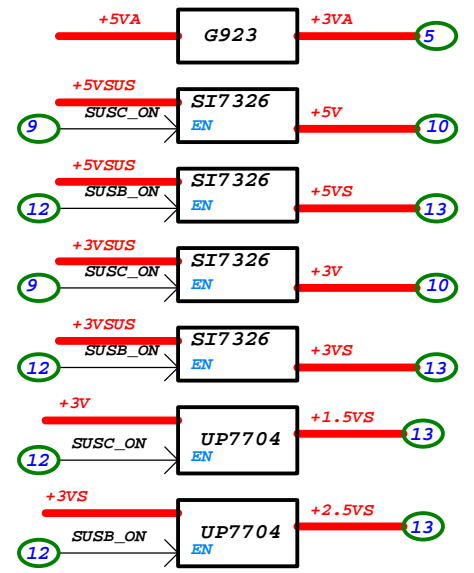 +5VA G923 +3VA 5
+5VSUS SI7326
9 SUSC_ON EN +5V 10
+5VSUS SI7326
12 SUSB_ON EN +5VS 13
+3VSUS SI7326
9 SUSC_ON EN +3V 10
+3VSUS SI7326
12 SUSB_ON EN +3VS 13
+3V +1.5VS 13
12 SUSC_ON UP7704
EN
+3VS +2.5VS 13
12 SUSB_ON UP7704
EN